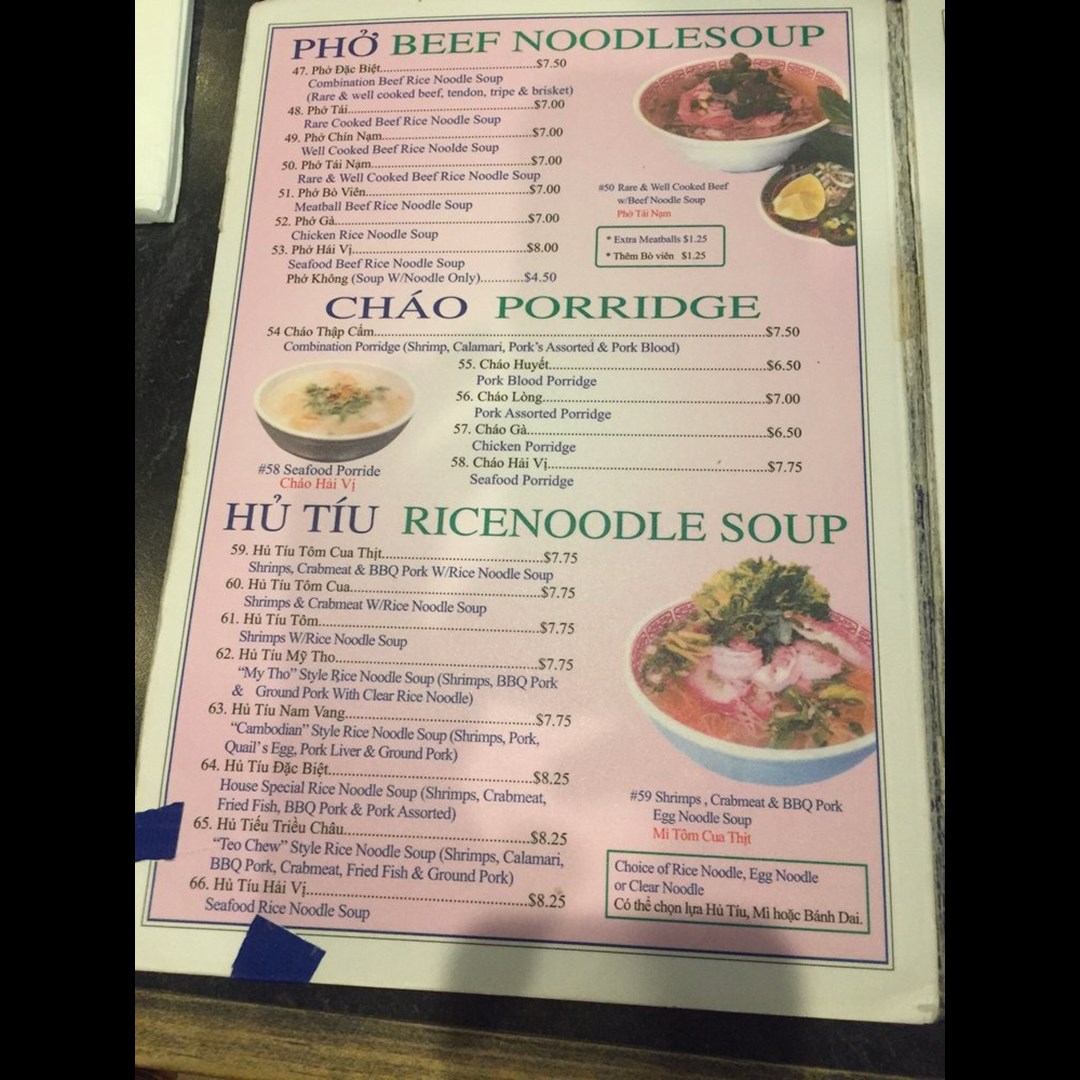 PHỞ BEEF NOODLESOUP
47. Phở Đặc Biệt.....$7.50
Combination Beef Rice Noodle Soup
(Rare & well cooked beef, tendon, tripe & brisket)
48. Phở Tái.....$7.00
Rare Cooked Beef Rice Noodle Soup
49. Phở Chín Nạm.....$7.00
Well Cooked Beef Rice Noolde Soup
50. Phở Tái Nạm.....$7.00
Rare & Well Cooked Beef Rice Noodle Soup
51. Phở Bò Viên.....$7.00
Meatball Beef Rice Noodle Soup
52. Phở Gà.....$7.00
Chicken Rice Noodle Soup
53. Phở Hải Vị.....$8.00
Seafood Beef Rice Noodle Soup
Phở Không (Soup W/Noodle Only).....$4.50
#50 Rare & Well Cooked Beef
w/Beef Noodle Soup
Phở Tái Nạm
* Extra Meatballs $1.25
* Thêm Bò viên $1.25
CHÁO PORRIDGE
54 Cháo Thập Cẩm.....$7.50
Combination Porridge (Shrimp, Calamari, Pork's Assorted & Pork Blood)
55. Cháo Huyết.....$6.50
Pork Blood Porridge
56. Cháo Lòng.....$7.00
Pork Assorted Porridge
57. Cháo Gà.....$6.50
Chicken Porridge
58. Cháo Hải Vị.....$7.75
Seafood Porridge
#58 Seafood Porride
Cháo Hải Vị
HỦ TÍU RICENOODLE SOUP
59. Hủ Tíu Tôm Cua Thịt.....$7.75
Shrinps, Crabmeat & BBQ Pork W/Rice Noodle Soup
60. Hủ Tíu Tôm Cua.....$7.75
Shrimps & Crabmeat W/Rice Noodle Soup
61. Hủ Tíu Tôm.....$7.75
Shrimps W/Rice Noodle Soup
62. Hủ Tíu Mỹ Tho.....$7.75
"My Tho" Style Rice Noodle Soup (Shrimps, BBQ Pork
& Ground Pork With Clear Rice Noodle)
63. Hủ Tíu Nam Vang.....$7.75
"Cambodian" Style Rice Noodle Soup (Shrimps, Pork,
Quail's Egg, Pork Liver & Ground Pork)
64. Hủ Tíu Đặc Biệt.....$8.25
House Special Rice Noodle Soup (Shrimps, Crabmeat,
Fried Fish, BBQ Pork & Pork Assorted)
65. Hủ Tiếu Triều Châu.....$8.25
"Teo Chew" Style Rice Noodle Soup (Shrimps, Calamari,
BBQ Pork, Crabmeat, Fried Fish & Ground Pork)
66. Hủ Tíu Hải Vị.....$8.25
Seafood Rice Noodle Soup
#59 Shrimps , Crabmeat & BBQ Pork
Egg Noodle Soup
Mì Tôm Cua Thịt
Choice of Rice Noodle, Egg Noodle
or Clear Noodle
Có thể chọn lựa Hủ Tíu, Mì hoặc Bánh Dai.